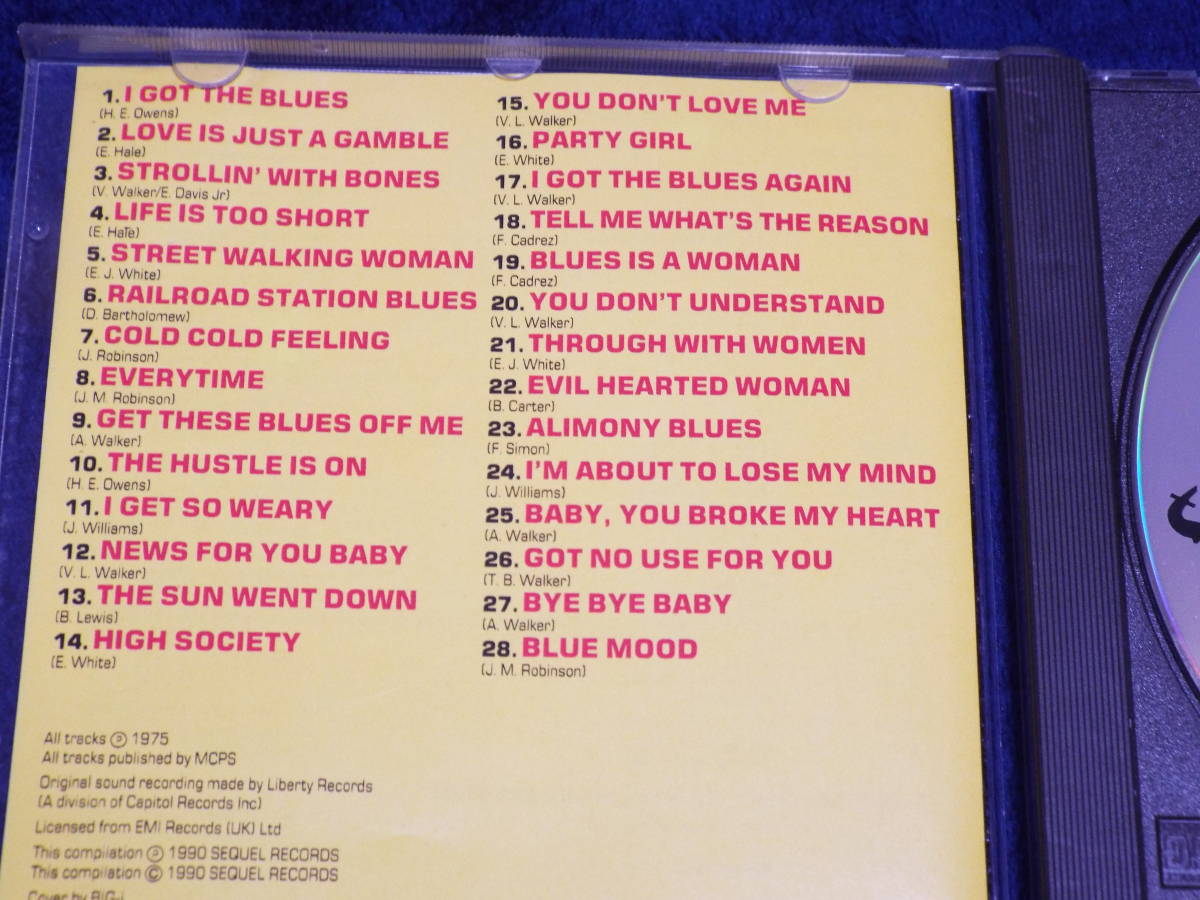 1. I GOT THE BLUES
(H. E. Owens)
2. LOVE IS JUST A GAMBLE
(E. Hale)
3. STROLLIN' WITH BONES
(V. Walker/E. Davis Jr)
4. LIFE IS TOO SHORT
(E. Hale)
5. STREET WALKING WOMAN
(E. J. White)
6. RAILROAD STATION BLUES
(D. Bartholomew)
7. COLD COLD FEELING
(J. Robinson)
8. EVERYTIME
(J. M. Robinson)
9. GET THESE BLUES OFF ME
(A. Walker)
10. THE HUSTLE IS ON
(H. E. Owens)
11. I GET SO WEARY
(J. Williams)
12. NEWS FOR YOU BABY
(V. L. Walker)
13. THE SUN WENT DOWN
(B. Lewis)
14. HIGH SOCIETY
(E. White)
15. YOU DON'T LOVE ME
(V. L. Walker)
16. PARTY GIRL
(E. White)
17. I GOT THE BLUES AGAIN
(V. L. Walker)
18. TELL ME WHAT'S THE REASON
(F. Cadrez)
19. BLUES IS A WOMAN
(F. Cadrez)
20. YOU DON'T UNDERSTAND
(V. L. Walker)
21. THROUGH WITH WOMEN
(E. J. White)
22. EVIL HEARTED WOMAN
(B. Carter)
23. ALIMONY BLUES
(F. Simon)
24. I'M ABOUT TO LOSE MY MIND
(J. Williams)
25. BABY, YOU BROKE MY HEART
(A. Walker)
26. GOT NO USE FOR YOU
(T. B. Walker)
27. BYE BYE BABY
(A. Walker)
28. BLUE MOOD
(J. M. Robinson)
All tracks ℗ 1975
All tracks published by MCPS
Original sound recording made by Liberty Records
(A division of Capitol Records Inc)
Licensed from EMI Records (UK) Ltd
This compilation ℗ 1990 SEQUEL RECORDS
This compilation © 1990 SEQUEL RECORDS
Cover by